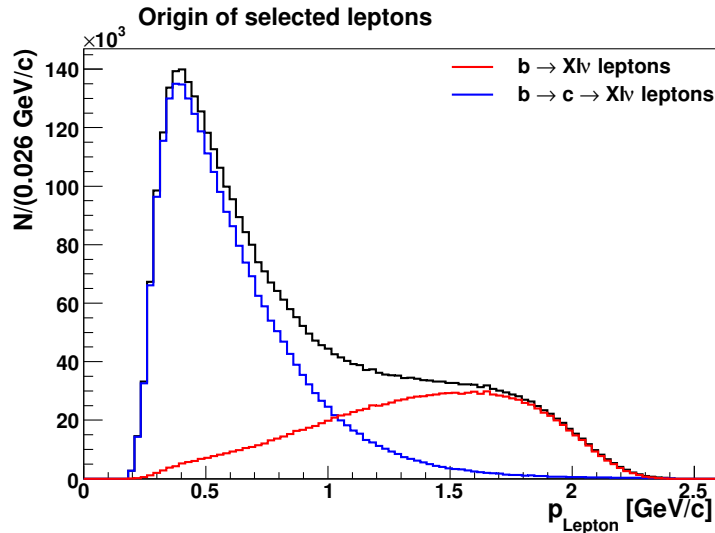 Origin of selected leptons
×10³
N/(0.026 GeV/c)
140
120
100
80
60
40
20
0
b → Xlν leptons
b → c → Xlν leptons
0 0.5 1 1.5 2 2.5
p_Lepton [GeV/c]